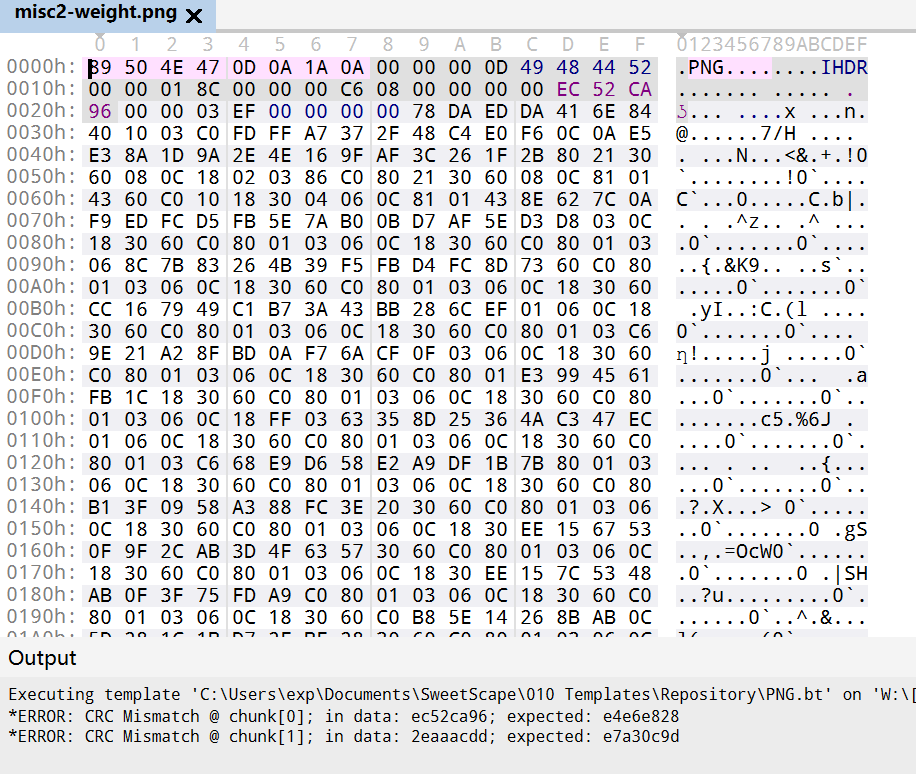 misc2-weight.png
0 1 2 3 4 5 6 7 8 9 A B C D E F 0123456789ABCDEF
0000h: 89 50 4E 47 0D 0A 1A 0A 00 00 00 0D 49 48 44 52 .PNG........IHDR
0010h: 00 00 01 8C 00 00 00 C6 08 00 00 00 00 EC 52 CA
0020h: 96 00 00 03 EF 00 00 00 00 78 DA ED DA 41 6E 84
0030h: 40 10 03 C0 FD FF A7 37 2F 48 C4 E0 F6 0C 0A E5 @......7/H ....
0040h: E3 8A 1D 9A 2E 4E 16 9F AF 3C 26 1F 2B 80 21 30 . ...N...<&.+.!0
0050h: 60 08 0C 18 02 03 86 C0 80 21 30 60 08 0C 81 01 `........!0`....
0060h: 43 60 C0 10 18 30 04 06 0C 81 01 43 8E 62 7C 0A C`...0.....C.b|.
0070h: F9 ED FC D5 FB 5E 7A B0 0B D7 AF 5E D3 D8 03 0C
0080h: 18 30 60 C0 80 01 03 06 0C 18 30 60 C0 80 01 03 .0`.......0`....
0090h: 06 8C 7B 83 26 4B 39 F5 FB D4 FC 8D 73 60 C0 80 ..{.&K9. ...s`..
00A0h: 01 03 06 0C 18 30 60 C0 80 01 03 06 0C 18 30 60 .....0`.......0`
00B0h: CC 16 79 49 C1 B7 3A 43 BB 28 6C EF 01 06 0C 18 .yI..:C.(l ....
00C0h: 30 60 C0 80 01 03 06 0C 18 30 60 C0 80 01 03 C6 0`.......0`....
00D0h: 9E 21 A2 8F BD 0A F7 6A CF 0F 03 06 0C 18 30 60
00E0h: C0 80 01 03 06 0C 18 30 60 C0 80 01 E3 99 45 61 .......0`... .a
00F0h: FB 1C 18 30 60 C0 80 01 03 06 0C 18 30 60 C0 80 ...0`.......0`..
0100h: 01 03 06 0C 18 FF 03 63 35 8D 25 36 4A C3 47 EC
0110h: 01 06 0C 18 30 60 C0 80 01 03 06 0C 18 30 60 C0 ....0`.......0`.
0120h: 80 01 03 C6 68 E9 D6 58 E2 A9 DF 1B 7B 80 01 03
0130h: 06 0C 18 30 60 C0 80 01 03 06 0C 18 30 60 C0 80 ...0`.......0`..
0140h: B1 3F 09 58 A3 88 FC 3E 20 30 60 C0 80 01 03 06 .?.X...> 0`.....
0150h: 0C 18 30 60 C0 80 01 03 06 0C 18 30 EE 15 67 53 ..0`.......0 .gS
0160h: 0F 9F 2C AB 3D 4F 63 57 30 60 C0 80 01 03 06 0C ..,.=OcW0`......
0170h: 18 30 60 C0 80 01 03 06 0C 18 30 EE 15 7C 53 48 .0`.......0 .|SH
0180h: AB 0F 3F 75 FD A9 C0 80 01 03 06 0C 18 30 60 C0 ..?u.........0`.
0190h: 80 01 03 06 0C 18 30 60 C0 B8 5E 14 26 8B AB 0C ......0`..^.&...
Output
Executing template 'C:\Users\exp\Documents\SweetScape\010 Templates\Repository\PNG.bt' on 'W:\[
*ERROR: CRC Mismatch @ chunk[0]; in data: ec52ca96; expected: e4e6e828
*ERROR: CRC Mismatch @ chunk[1]; in data: 2eaaacdd; expected: e7a30c9d